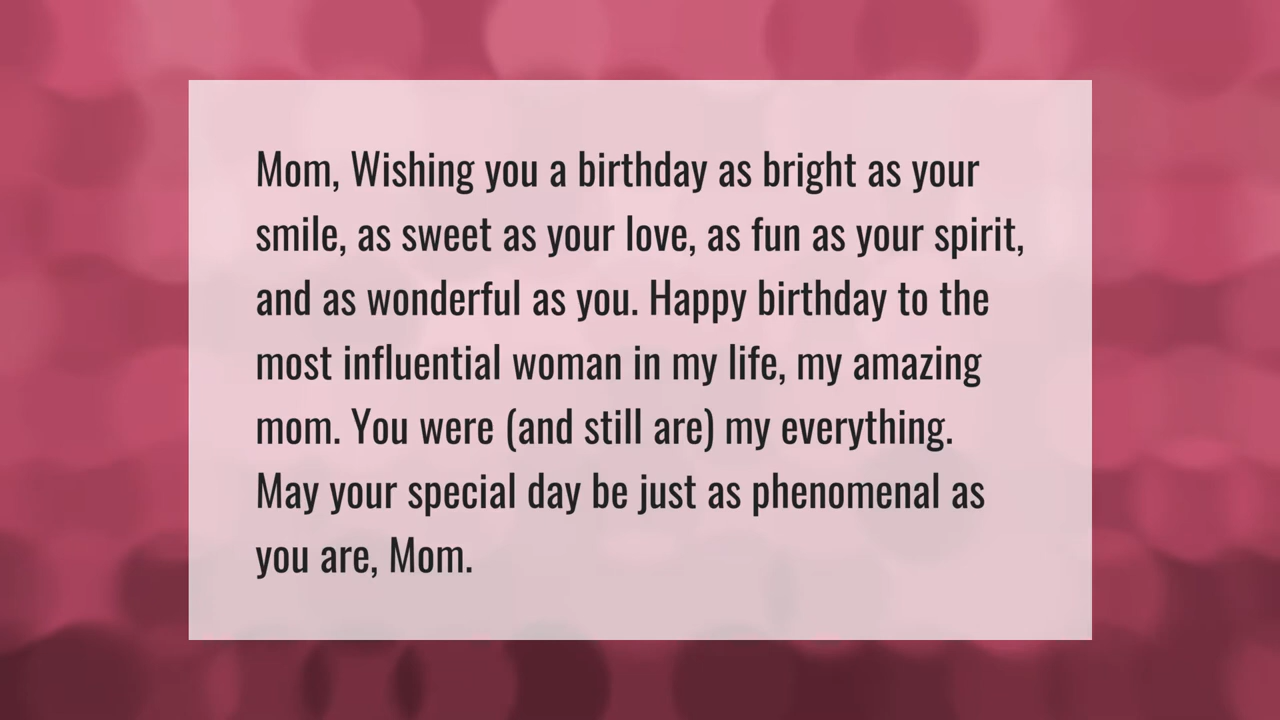 Mom, Wishing you a birthday as bright as your
smile, as sweet as your love, as fun as your spirit,
and as wonderful as you. Happy birthday to the
most influential woman in my life, my amazing
mom. You were (and still are) my everything.
May your special day be just as phenomenal as
you are, Mom.